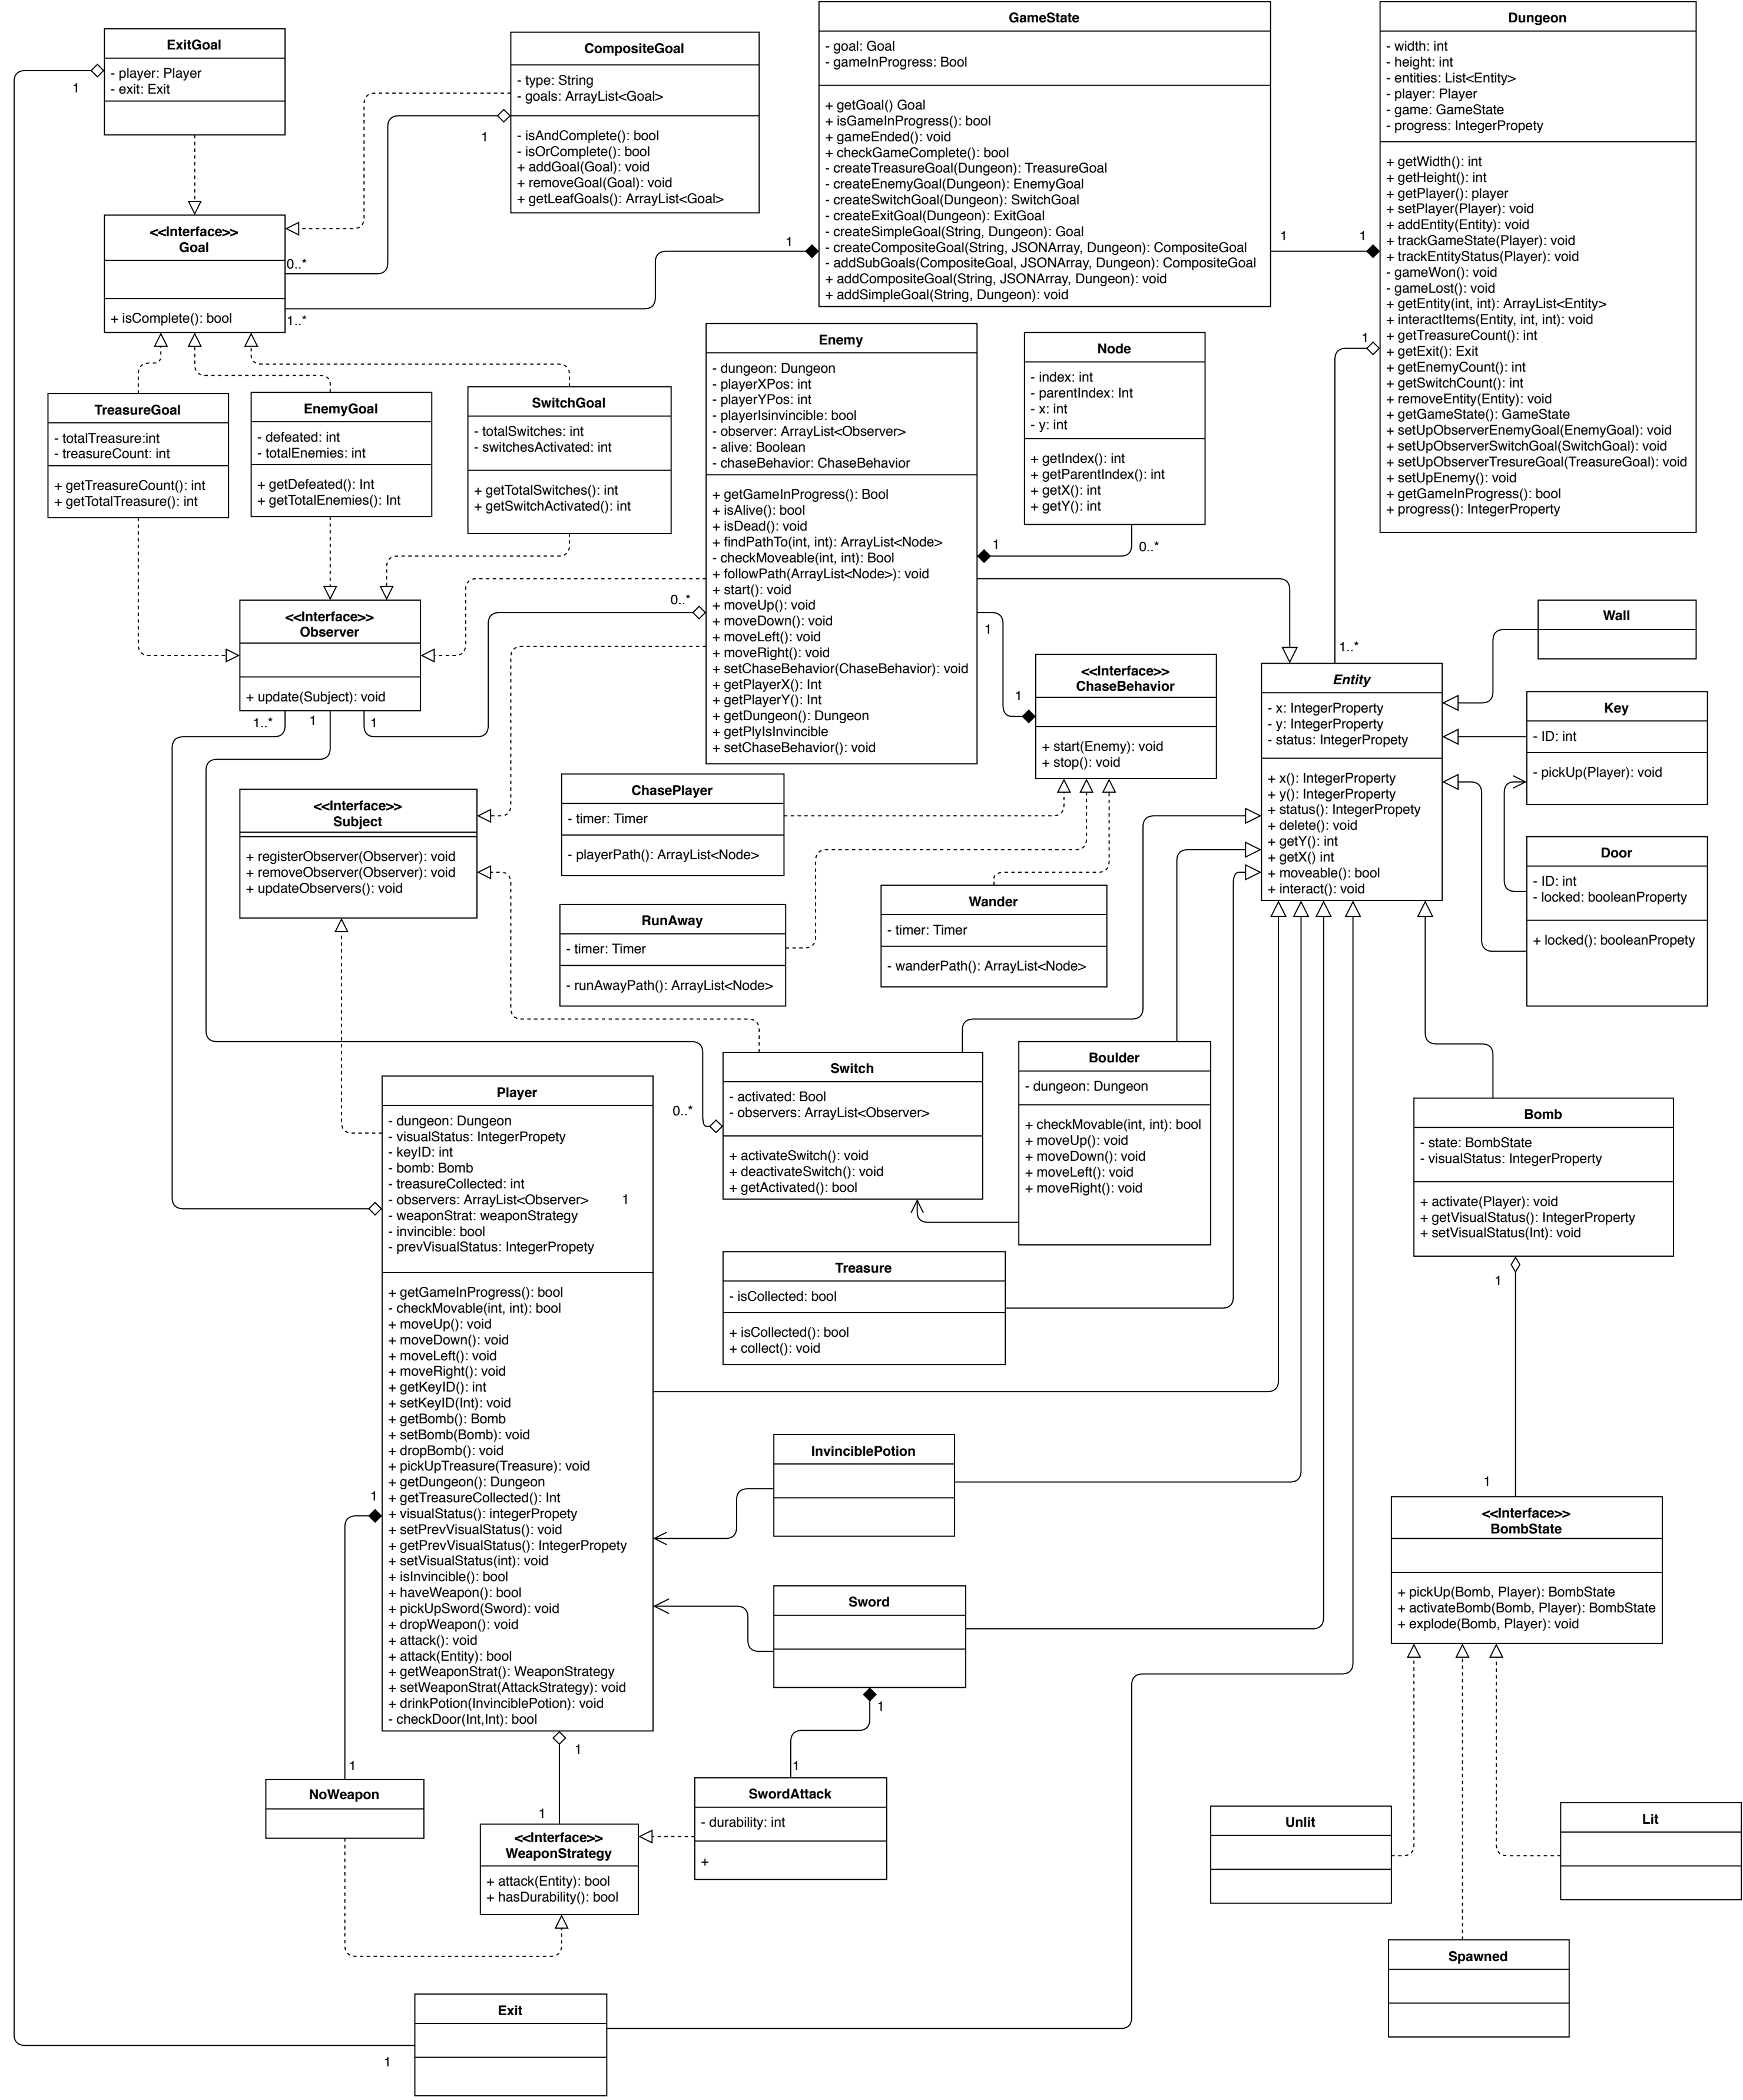 ExitGoal
- player: Player
- exit: Exit
1
CompositeGoal
- type: String
- goals: ArrayList<Goal>
- isAndComplete(): bool
- isOrComplete(): bool
+ addGoal(Goal): void
+ removeGoal(Goal): void
+ getLeafGoals(): ArrayList<Goal>
1
GameState
- goal: Goal
- gameInProgress: Bool
+ getGoal() Goal
+ isGameInProgress(): bool
+ gameEnded(): void
+ checkGameComplete(): bool
- createTreasureGoal(Dungeon): TreasureGoal
- createEnemyGoal(Dungeon): EnemyGoal
- createSwitchGoal(Dungeon): SwitchGoal
- createExitGoal(Dungeon): ExitGoal
- createSimpleGoal(String, Dungeon): Goal
- createCompositeGoal(String, JSONArray, Dungeon): CompositeGoal
- addSubGoals(CompositeGoal, JSONArray, Dungeon): CompositeGoal
+ addCompositeGoal(String, JSONArray, Dungeon): void
+ addSimpleGoal(String, Dungeon): void
1
1
1
Dungeon
- width: int
- height: int
- entities: List<Entity>
- player: Player
- game: GameState
- progress: IntegerPropety
+ getWidth(): int
+ getHeight(): int
+ getPlayer(): player
+ setPlayer(Player): void
+ addEntity(Entity): void
+ trackGameState(Player): void
+ trackEntityStatus(Player): void
- gameWon(): void
- gameLost(): void
+ getEntity(int, int): ArrayList<Entity>
+ interactItems(Entity, int, int): void
+ getTreasureCount(): int
+ getExit(): Exit
+ getEnemyCount(): int
+ getSwitchCount(): int
+ removeEntity(Entity): void
+ getGameState(): GameState
+ setUpObserverEnemyGoal(EnemyGoal): void
+ setUpObserverSwitchGoal(SwitchGoal): void
+ setUpObserverTresureGoal(TreasureGoal): void
+ setUpEnemy(): void
+ getGameInProgress(): bool
+ progress(): IntegerProperty
1
<<Interface>>
Goal
+ isComplete(): bool
0..*
1..*
TreasureGoal
- totalTreasure:int
- treasureCount: int
+ getTreasureCount(): int
+ getTotalTreasure(): int
EnemyGoal
- defeated: int
- totalEnemies: int
+ getDefeated(): Int
+ getTotalEnemies(): Int
SwitchGoal
- totalSwitches: int
- switchesActivated: int
+ getTotalSwitches(): int
+ getSwitchActivated(): int
Enemy
- dungeon: Dungeon
- playerXPos: int
- playerYPos: int
- playerIsinvincible: bool
- observer: ArrayList<Observer>
- alive: Boolean
- chaseBehavior: ChaseBehavior
+ getGameInProgress(): Bool
+ isAlive(): bool
+ isDead(): void
+ findPathTo(int, int): ArrayList<Node>
- checkMoveable(int, int): Bool
+ followPath(ArrayList<Node>): void
+ start(): void
+ moveUp(): void
+ moveDown(): void
+ moveLeft(): void
+ moveRight(): void
+ setChaseBehavior(ChaseBehavior): void
+ getPlayerX(): Int
+ getPlayerY(): Int
+ getDungeon(): Dungeon
+ getPlyIsInvincible
+ setChaseBehavior(): void
0..*
1
1
Node
- index: int
- parentIndex: Int
- x: int
- y: int
+ getIndex(): int
+ getParentIndex(): int
+ getX(): int
+ getY(): int
0..*
<<Interface>>
Observer
+ update(Subject): void
1..*
1
1
<<Interface>>
ChaseBehavior
+ start(Enemy): void
+ stop(): void
1
Entity
- x: IntegerProperty
- y: IntegerProperty
- status: IntegerPropety
+ x(): IntegerProperty
+ y(): IntegerProperty
+ status(): IntegerPropety
+ delete(): void
+ getY(): int
+ getX() int
+ moveable(): bool
+ interact(): void
1..*
Wall
Key
- ID: int
- pickUp(Player): void
Door
- ID: int
- locked: booleanProperty
+ locked(): booleanPropety
<<Interface>>
Subject
+ registerObserver(Observer): void
+ removeObserver(Observer): void
+ updateObservers(): void
ChasePlayer
- timer: Timer
- playerPath(): ArrayList<Node>
RunAway
- timer: Timer
- runAwayPath(): ArrayList<Node>
Wander
- timer: Timer
- wanderPath(): ArrayList<Node>
Switch
- activated: Bool
- observers: ArrayList<Observer>
+ activateSwitch(): void
+ deactivateSwitch(): void
+ getActivated(): bool
0..*
Boulder
- dungeon: Dungeon
+ checkMovable(int, int): bool
+ moveUp(): void
+ moveDown(): void
+ moveLeft(): void
+ moveRight(): void
Bomb
- state: BombState
- visualStatus: IntegerProperty
+ activate(Player): void
+ getVisualStatus(): IntegerProperty
+ setVisualStatus(Int): void
1
Player
- dungeon: Dungeon
- visualStatus: IntegerPropety
- keyID: int
- bomb: Bomb
- treasureCollected: int
- observers: ArrayList<Observer>
1
- weaponStrat: weaponStrategy
- invincible: bool
- prevVisualStatus: IntegerPropety
+ getGameInProgress(): bool
- checkMovable(int, int): bool
+ moveUp(): void
+ moveDown(): void
+ moveLeft(): void
+ moveRight(): void
+ getKeyID(): int
+ setKeyID(Int): void
+ getBomb(): Bomb
+ setBomb(Bomb): void
+ dropBomb(): void
+ pickUpTreasure(Treasure): void
+ getDungeon(): Dungeon
+ getTreasureCollected(): Int
+ visualStatus(): integerPropety
+ setPrevVisualStatus(): void
+ getPrevVisualStatus(): IntegerPropety
+ setVisualStatus(int): void
+ isInvincible(): bool
+ haveWeapon(): bool
+ pickUpSword(Sword): void
+ dropWeapon(): void
+ attack(): void
+ attack(Entity): bool
+ getWeaponStrat(): WeaponStrategy
+ setWeaponStrat(AttackStrategy): void
+ drinkPotion(InvinciblePotion): void
- checkDoor(Int,Int): bool
1
1
Treasure
- isCollected: bool
+ isCollected(): bool
+ collect(): void
InvinciblePotion
Sword
1
1
<<Interface>>
BombState
+ pickUp(Bomb, Player): BombState
+ activateBomb(Bomb, Player): BombState
+ explode(Bomb, Player): void
1
NoWeapon
1
<<Interface>>
WeaponStrategy
+ attack(Entity): bool
+ hasDurability(): bool
1
SwordAttack
- durability: int
+
Unlit
Lit
Spawned
Exit
1